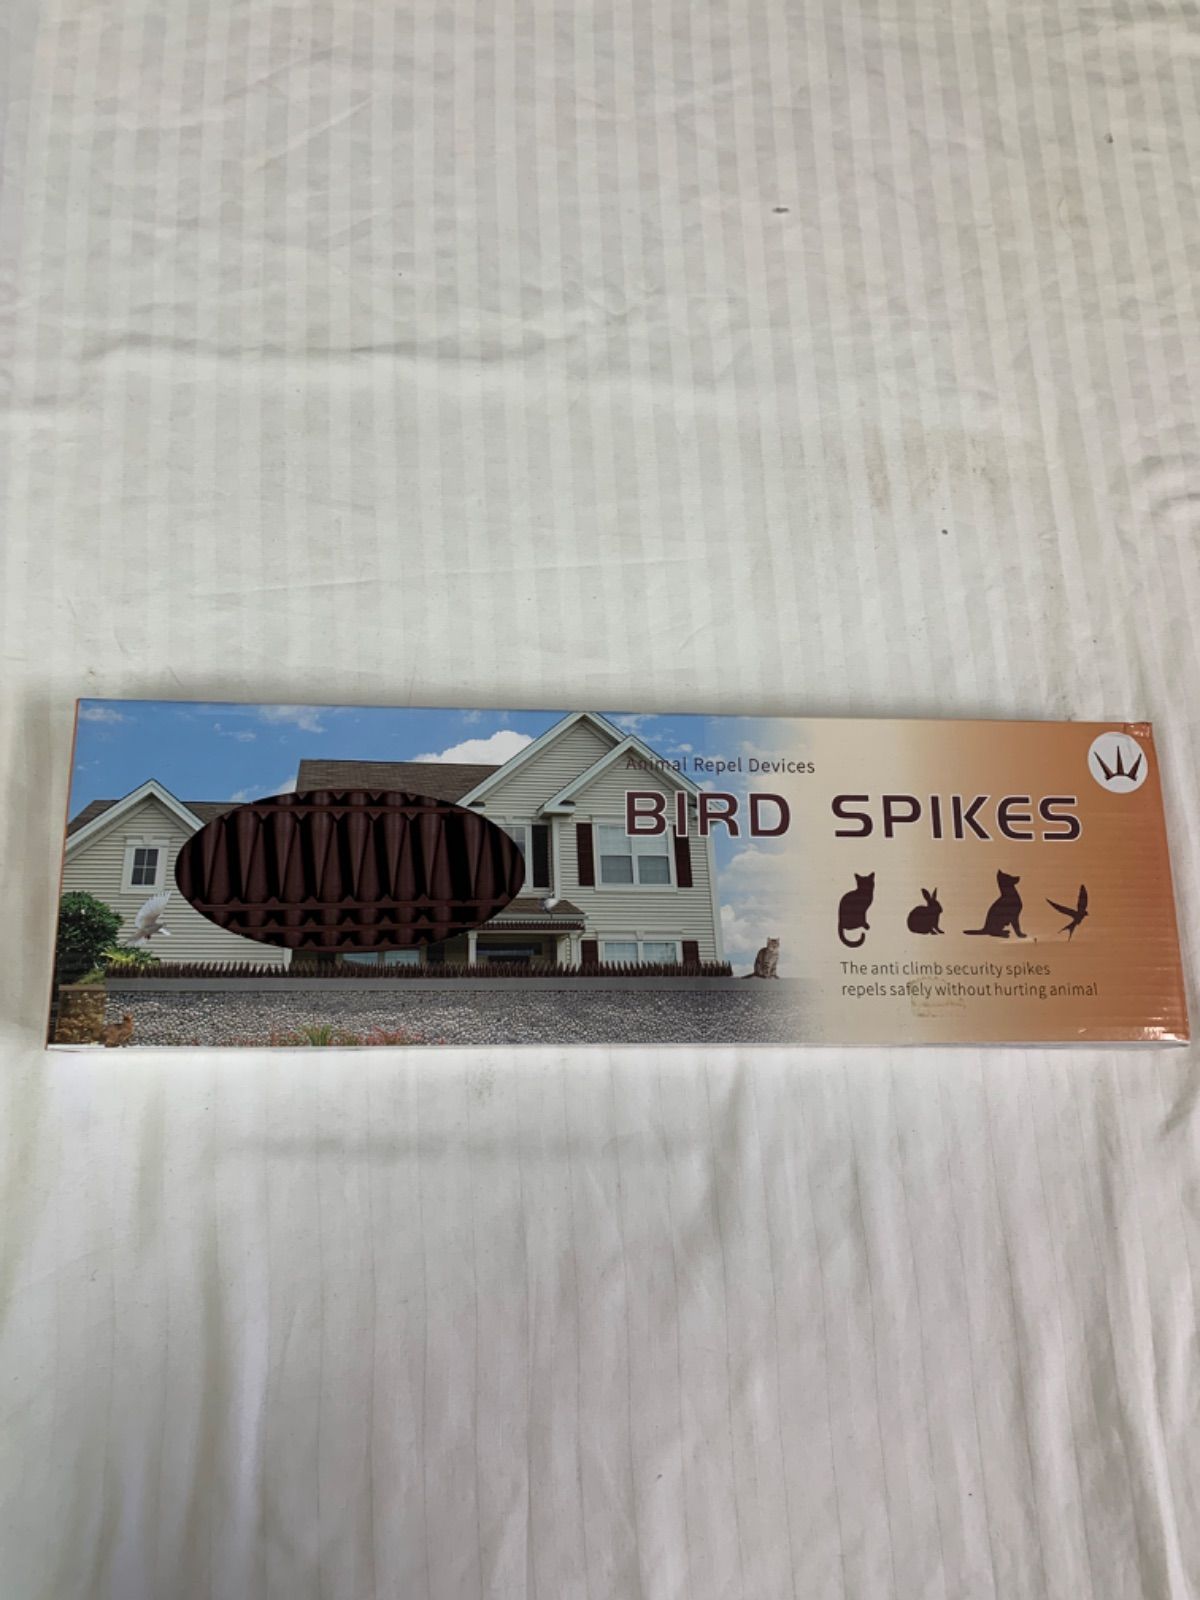 Animal Repel Devices
BIRD SPIKES
The anti climb security spikes
repels safely without hurting animal